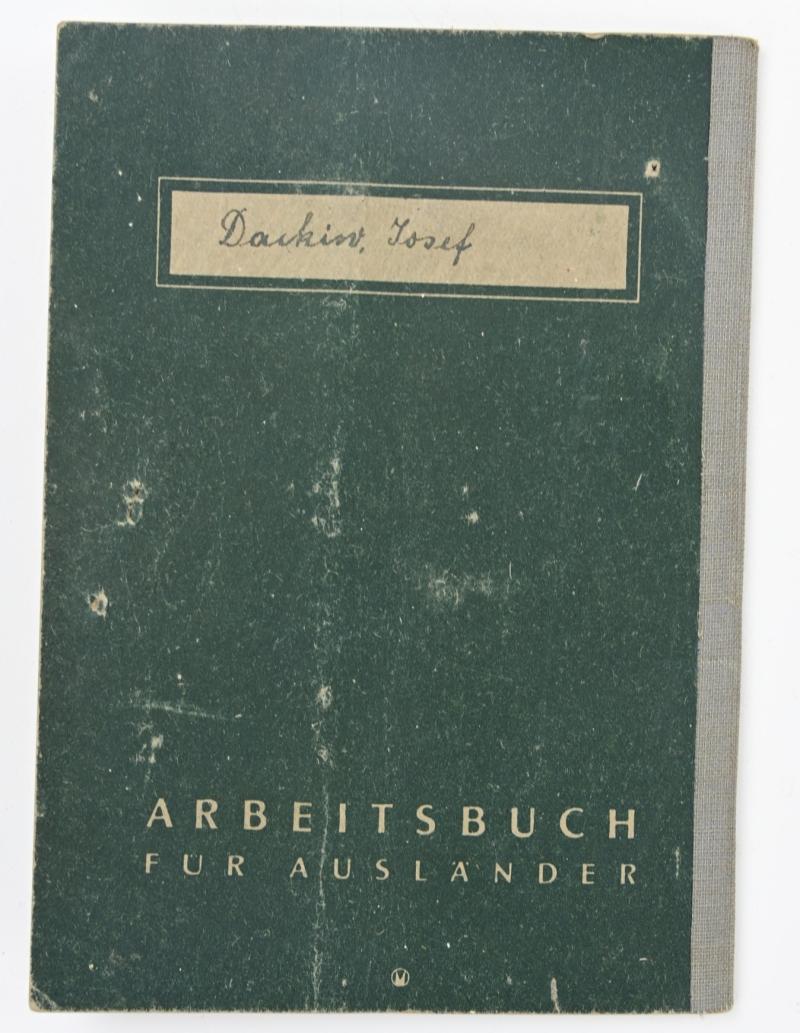 Dackiw, Josef
ARBEITSBUCH
FÜR AUSLÄNDER